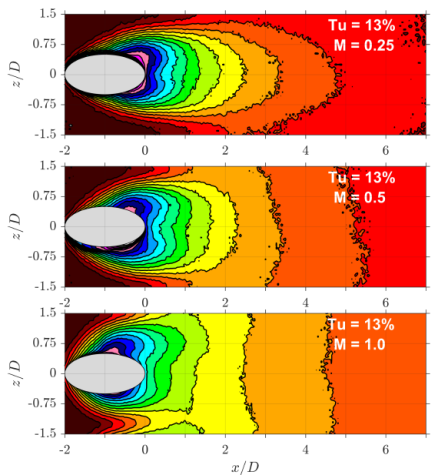 1.5
0.75
z/D
0
-0.75
-1.5
Tu = 13%
M = 0.25
-2 0 2 4 6
1.5
0.75
z/D
0
-0.75
-1.5
Tu = 13%
M = 0.5
-2 0 2 4 6
1.5
0.75
z/D
0
-0.75
-1.5
Tu = 13%
M = 1.0
-2 0 2 4 6
x/D